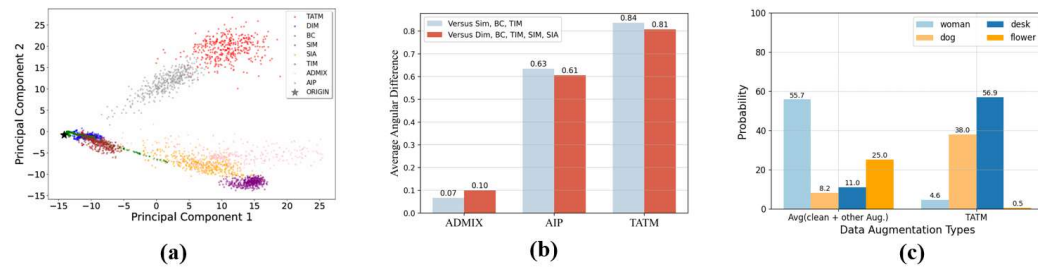 TATM
DIM
BC
SIM
SIA
TIM
ADMIX
AIP
ORIGIN
Principal Component 2
25
20
15
10
5
0
−5
−10
−15
−15 −10 −5 0 5 10 15 20 25
Principal Component 1
(a)
Versus Sim, BC, TIM
Versus Dim, BC, TIM, SIM, SIA
Average Angular Difference
0.8
0.7
0.6
0.5
0.4
0.3
0.2
0.1
0.0
0.07 0.10 0.63 0.61 0.84 0.81
ADMIX AIP TATM
(b)
woman desk
dog flower
Probability
100
80
60
40
20
0
55.7 8.2 11.0 25.0 4.6 38.0 56.9 0.5
Avg(clean + other Aug.) TATM
Data Augmentation Types
(c)